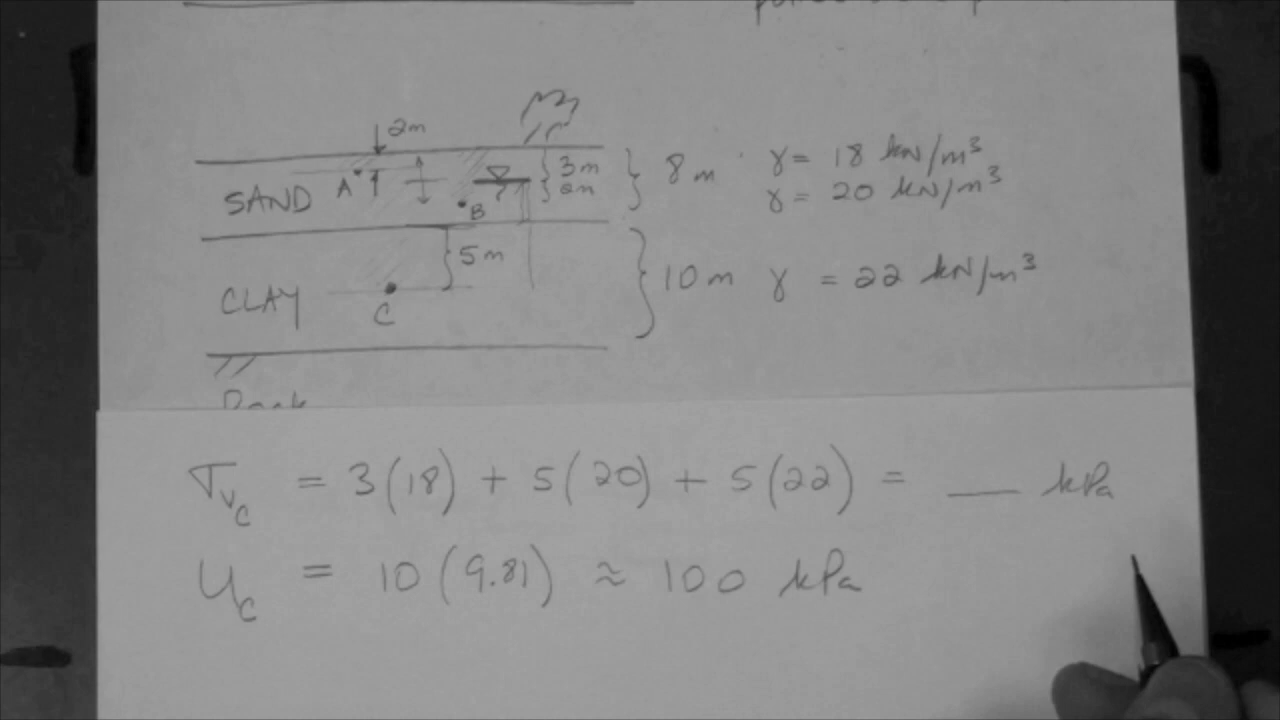 2m
SAND A B 3m 2m 8m γ = 18 kN/m³
γ = 20 kN/m³
5m
CLAY C 10m γ = 22 kN/m³
σvc = 3(18) + 5(20) + 5(22) = __ kPa
uc = 10(9.81) ≈ 100 kPa